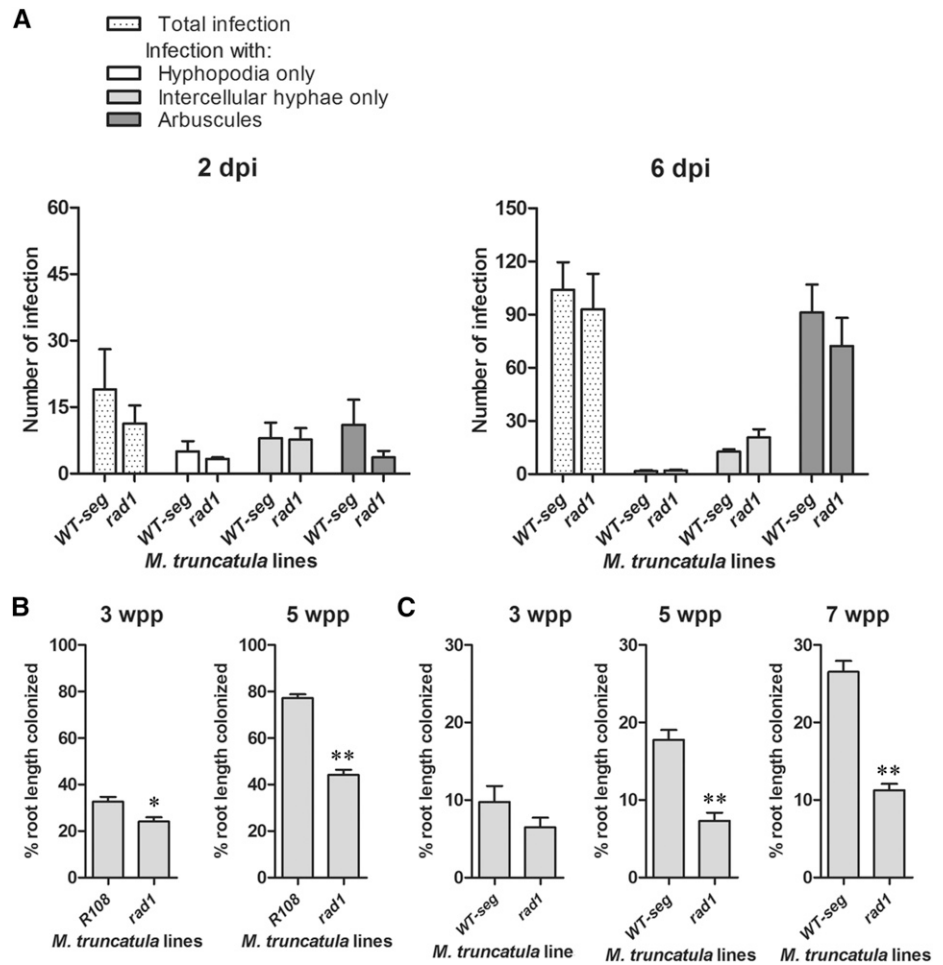 A
Total infection
Infection with:
Hyphopodia only
Intercellular hyphae only
Arbuscules
2 dpi
Number of infection
60
45
30
15
0
WT-seg
rad1
WT-seg
rad1
WT-seg
rad1
WT-seg
rad1
M. truncatula lines
6 dpi
Number of infection
150
120
90
60
30
0
WT-seg
rad1
WT-seg
rad1
WT-seg
rad1
WT-seg
rad1
M. truncatula lines
B
3 wpp
% root length colonized
100
80
60
40
20
0
*
R108
rad1
M. truncatula lines
5 wpp
% root length colonized
100
80
60
40
20
0
**
R108
rad1
M. truncatula lines
C
3 wpp
% root length colonized
30
20
10
0
WT-seg
rad1
M. truncatula line
5 wpp
% root length colonized
30
20
10
0
**
WT-seg
rad1
M. truncatula lines
7 wpp
% root length colonized
30
20
10
0
**
WT-seg
rad1
M. truncatula lines